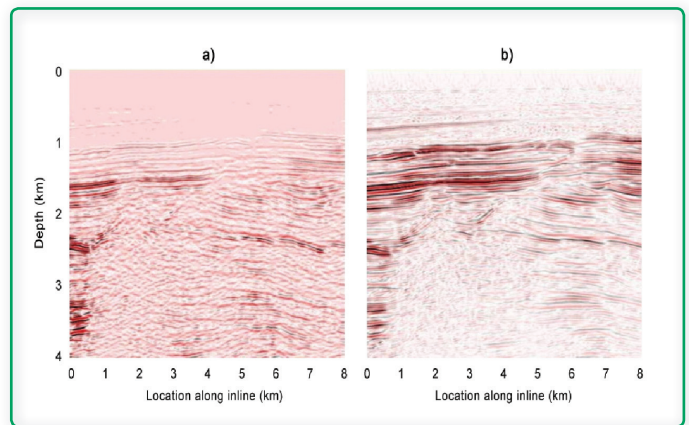 a)
b)
0
1
2
3
4
Depth (km)
0 1 2 3 4 5 6 7 8
0 1 2 3 4 5 6 7 8
Location along inline (km)
Location along inline (km)